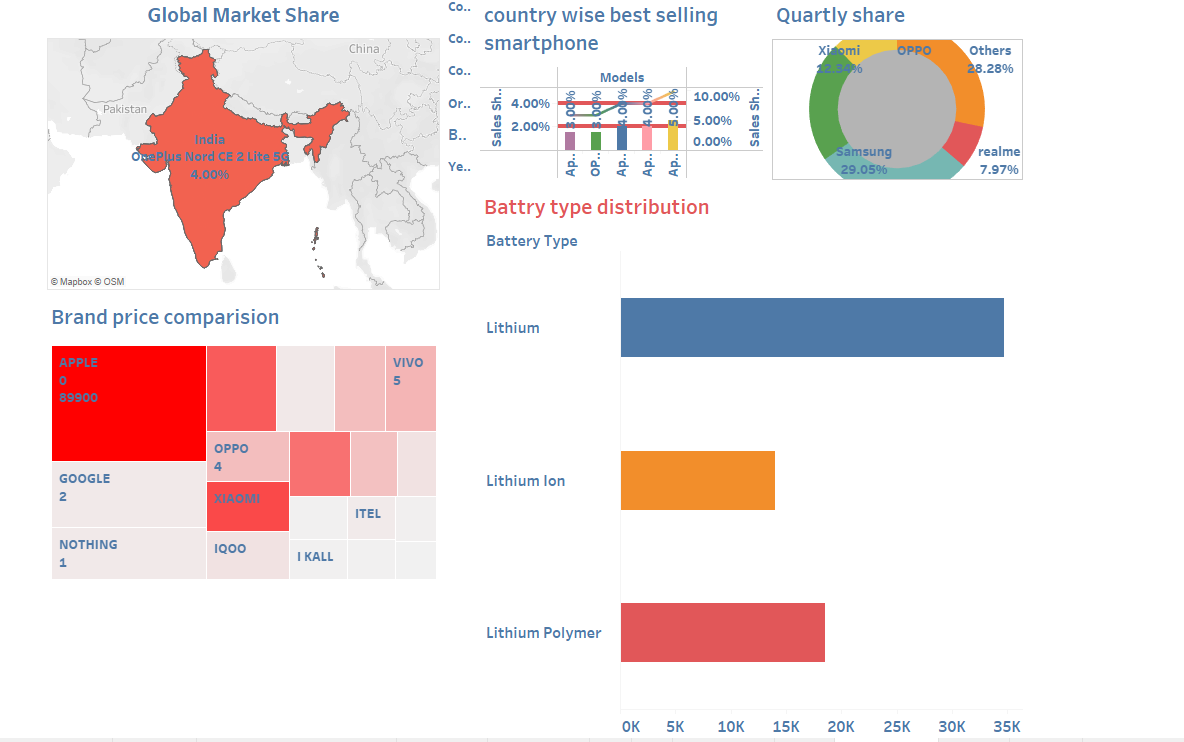 Global Market Share
China
Pakistan
India
OnePlus Nord CE 2 Lite 5G
4.00%
© Mapbox © OSM
Brand price comparision
APPLE
0
89900
VIVO
5
OPPO
4
GOOGLE
2
XIAOMI
ITEL
NOTHING
1
IQOO
I KALL
Co..
Co..
Co..
Or..
B..
Ye..
country wise best selling
smartphone
Models
Sales Sh..
4.00%
2.00%
3.00%
3.00%
4.00%
4.00%
5.00%
10.00%
5.00%
0.00%
Sales Sh..
Ap..
OP..
Ap..
Ap..
Ap..
Quartly share
Xiaomi
12.34%
OPPO
Others
28.28%
Samsung
29.05%
realme
7.97%
Battry type distribution
Battery Type
Lithium
Lithium Ion
Lithium Polymer
0K 5K 10K 15K 20K 25K 30K 35K